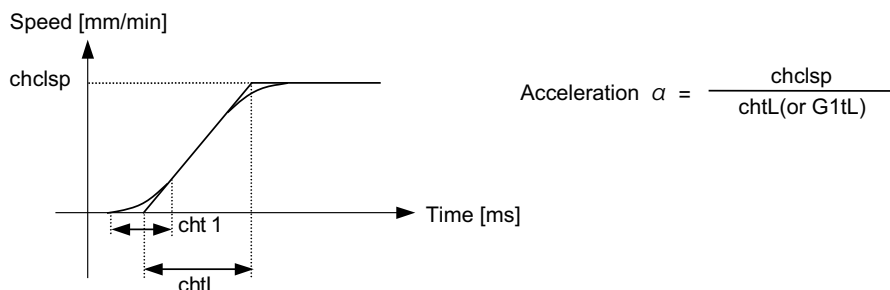 Speed [mm/min]
chclsp
Acceleration α = chclsp
chtL(or G1tL)
Time [ms]
cht 1
chtL